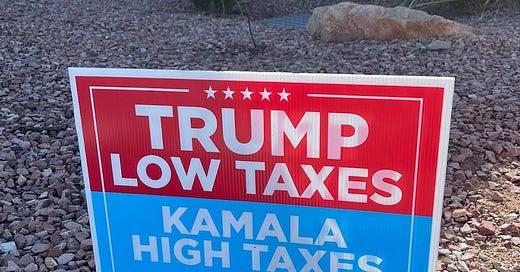 TRUMP
LOW TAXES
KAMALA
HIGH TAXES